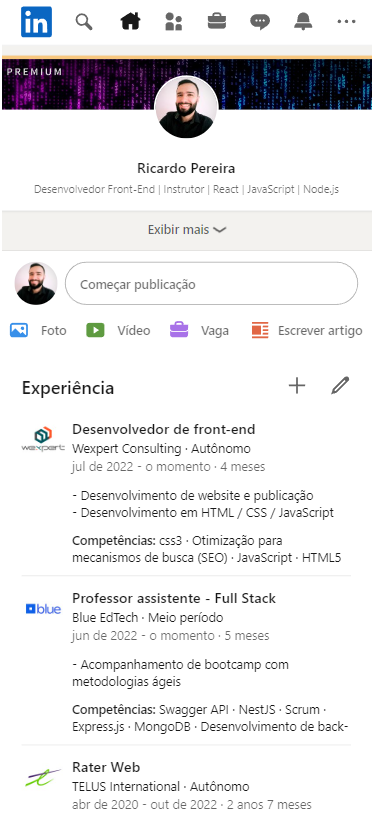 in
PREMIUM
Ricardo Pereira
Desenvolvedor Front-End | Instrutor | React | JavaScript | Node.js
Exibir mais
Começar publicação
Foto
Vídeo
Vaga
Escrever artigo
Experiência
Desenvolvedor de front-end
wexpert
Wexpert Consulting · Autônomo
jul de 2022 - o momento · 4 meses
- Desenvolvimento de website e publicação
- Desenvolvimento em HTML / CSS / JavaScript
Competências: css3 · Otimização para
mecanismos de busca (SEO) · JavaScript · HTML5
Professor assistente - Full Stack
blue
Blue EdTech · Meio período
jun de 2022 - o momento · 5 meses
- Acompanhamento de bootcamp com
metodologias ágeis
Competências: Swagger API · NestJS · Scrum ·
Express.js · MongoDB · Desenvolvimento de back-
Rater Web
TELUS International · Autônomo
abr de 2020 - out de 2022 · 2 anos 7 meses